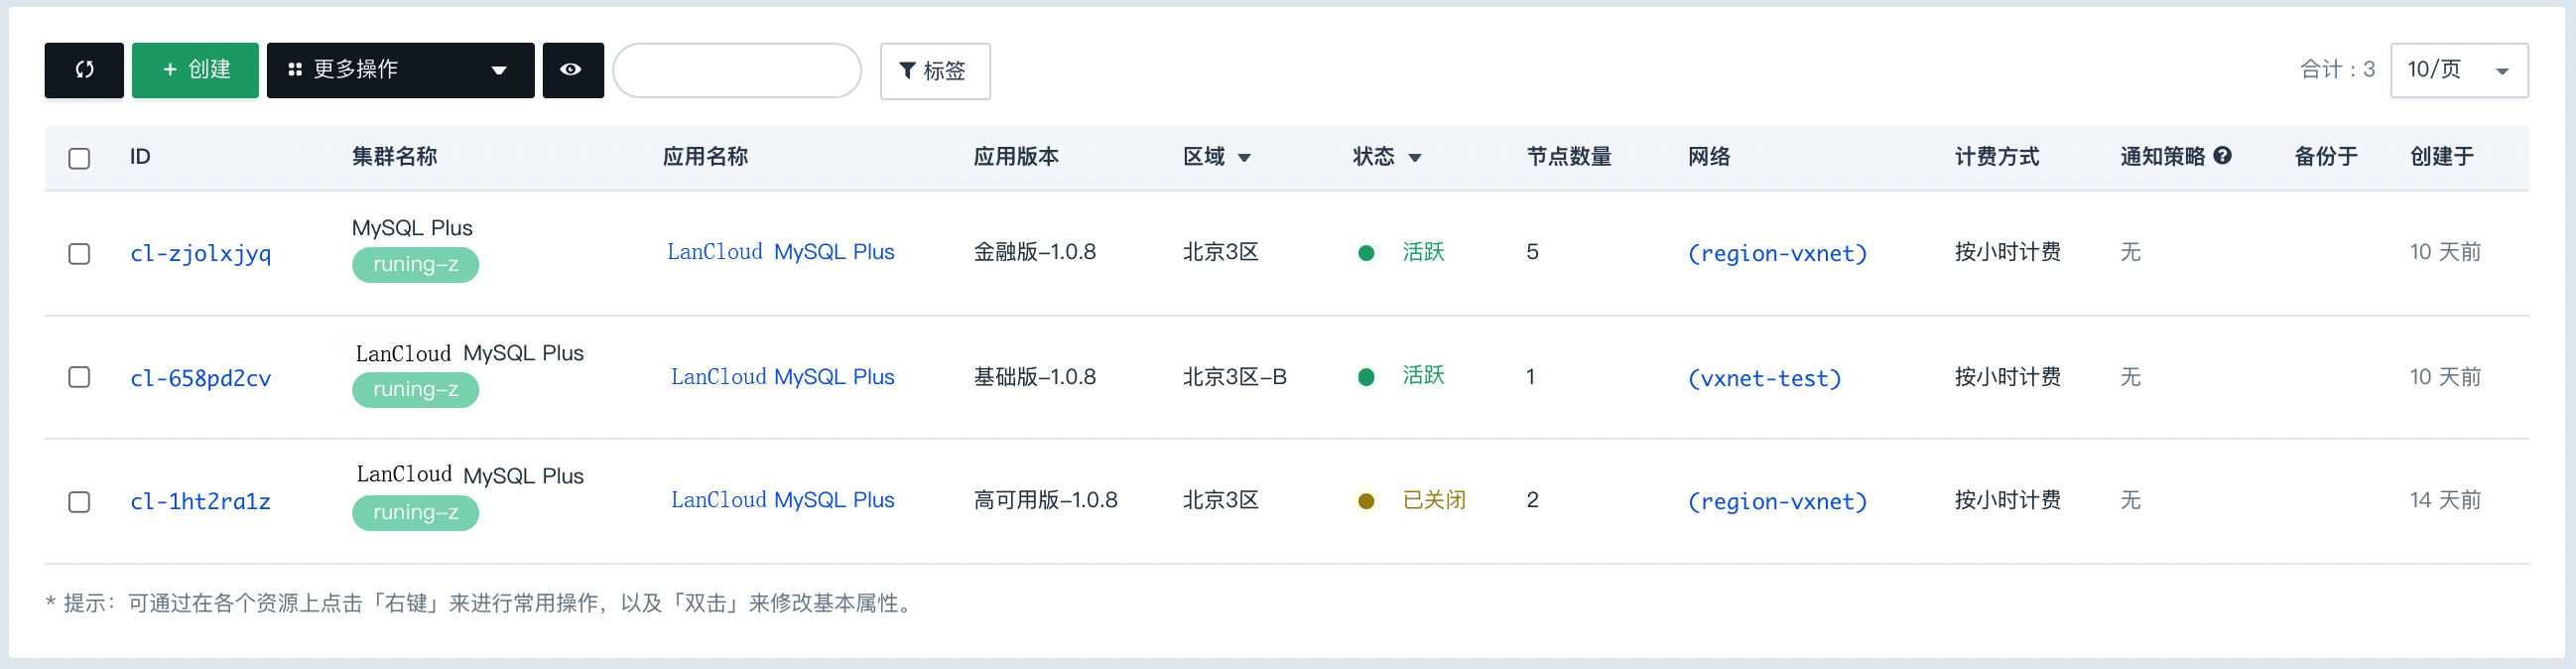 + 创建 更多操作 标签 合计：3 10/页
ID 集群名称 应用名称 应用版本 区域 状态 节点数量 网络 计费方式 通知策略 备份于 创建于
cl-zjolxjyq MySQL Plus LanCloud MySQL Plus 金融版-1.0.8 北京3区 活跃 5 (region-vxnet) 按小时计费 无 10 天前
runing-z
cl-658pd2cv LanCloud MySQL Plus LanCloud MySQL Plus 基础版-1.0.8 北京3区-B 活跃 1 (vxnet-test) 按小时计费 无 10 天前
runing-z
cl-1ht2ra1z LanCloud MySQL Plus LanCloud MySQL Plus 高可用版-1.0.8 北京3区 已关闭 2 (region-vxnet) 按小时计费 无 14 天前
runing-z
* 提示：可通过在各个资源上点击「右键」来进行常用操作，以及「双击」来修改基本属性。